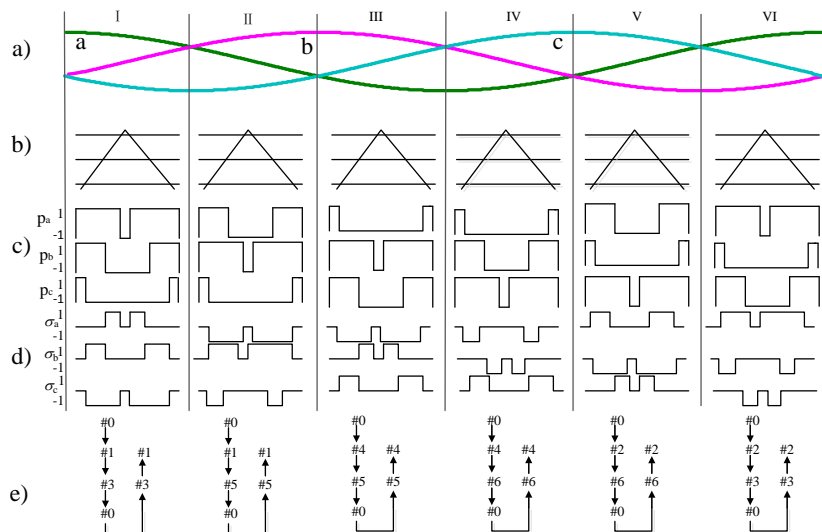 I II III IV V VI
a) a b c
b)
c)
pa 1
-1
pb 1
-1
pc 1
-1
d)
σa 1
-1
σb 1
-1
σc 1
-1
e)
#0 #0 #0 #0 #0 #0
#1 #1 #1 #1 #4 #4 #4 #4 #2 #2 #2 #2
#3 #3 #5 #5 #5 #5 #6 #6 #6 #6 #3 #3
#0 #0 #0 #0 #0 #0